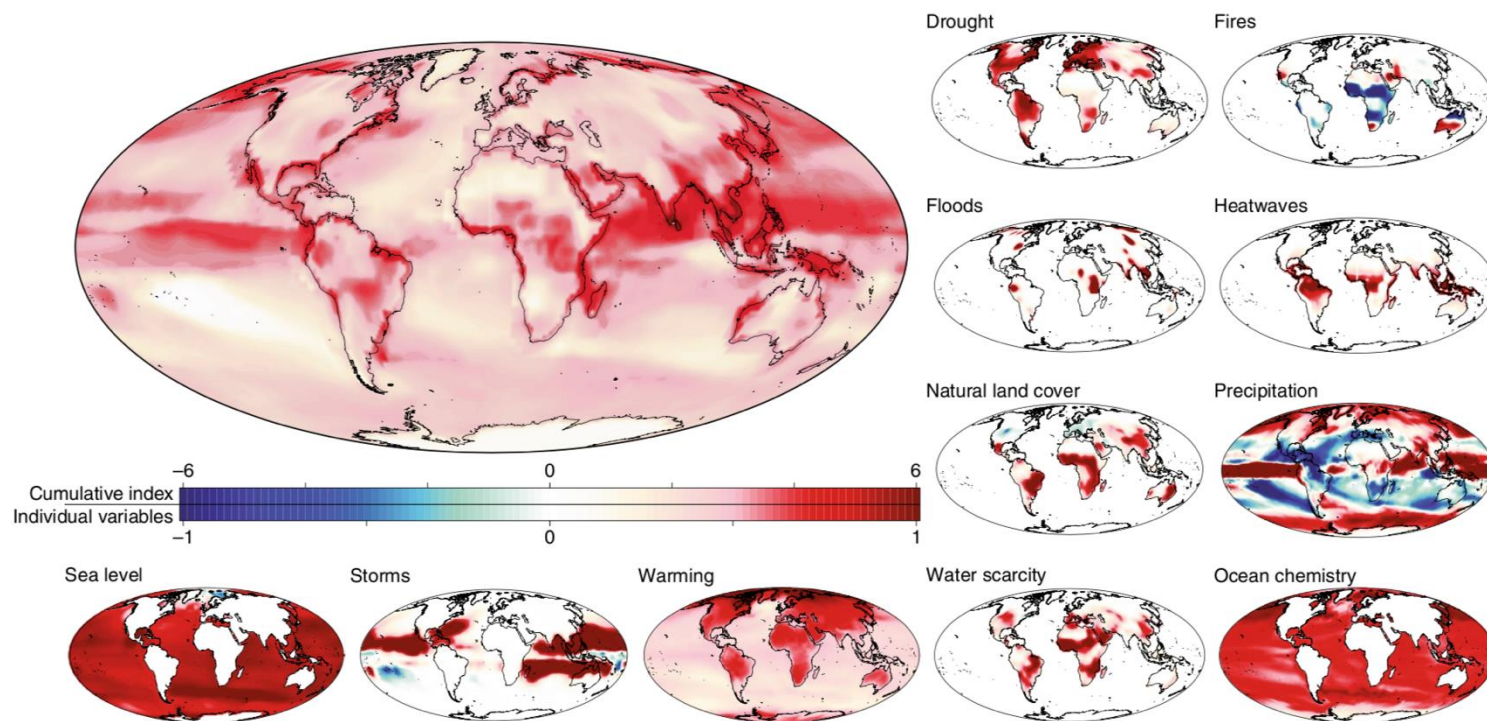 Drought
Fires
Floods
Heatwaves
Natural land cover
Precipitation
–6 0 6
Cumulative index
Individual variables
–1 0 1
Sea level
Storms
Warming
Water scarcity
Ocean chemistry